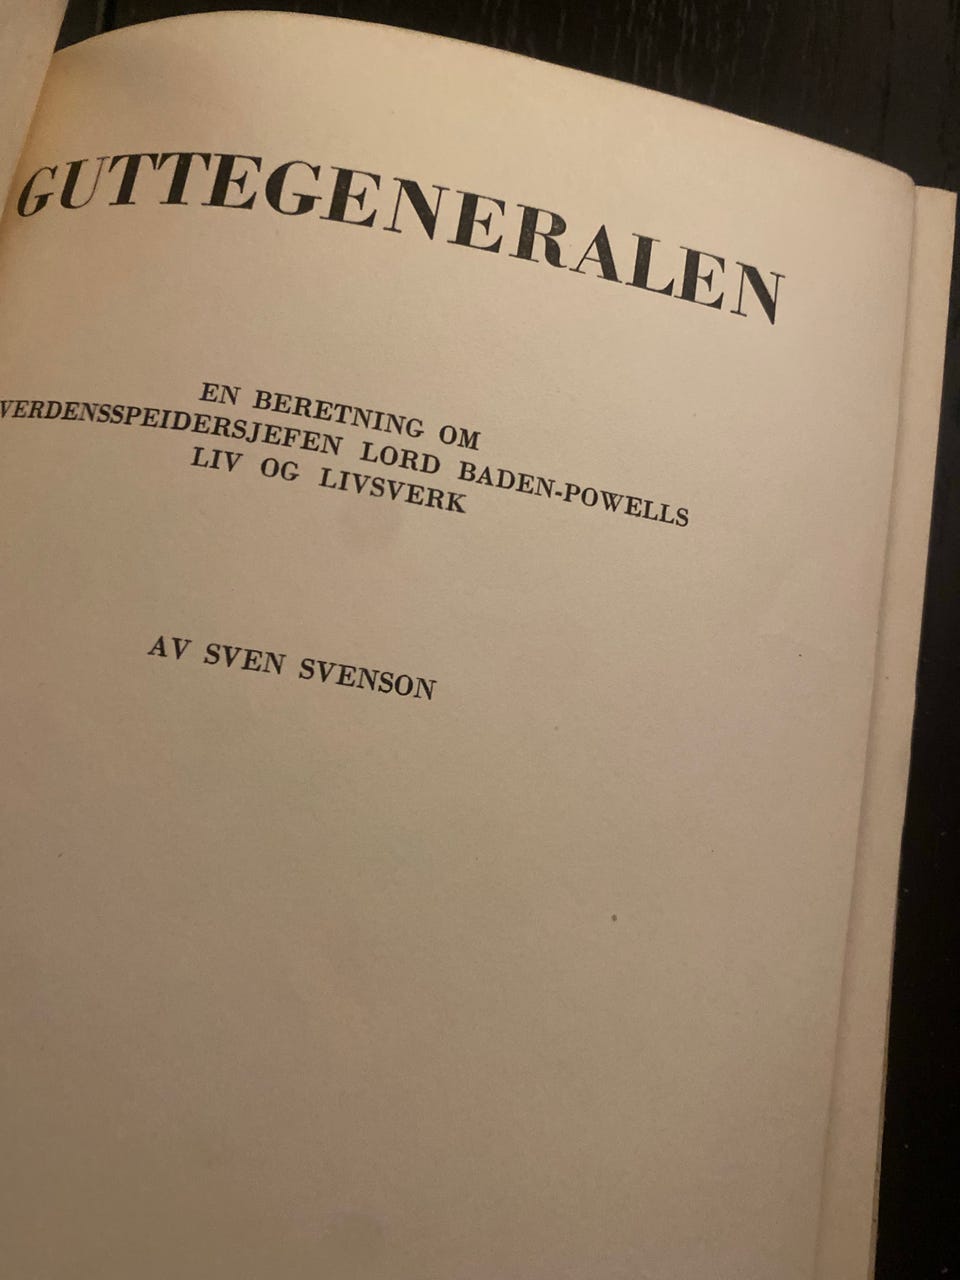 GUTTEGENERALEN
EN BERETNING OM
VERDENSSPEIDERSJEFEN LORD BADEN-POWELLS
LIV OG LIVSVERK
AV SVEN SVENSON